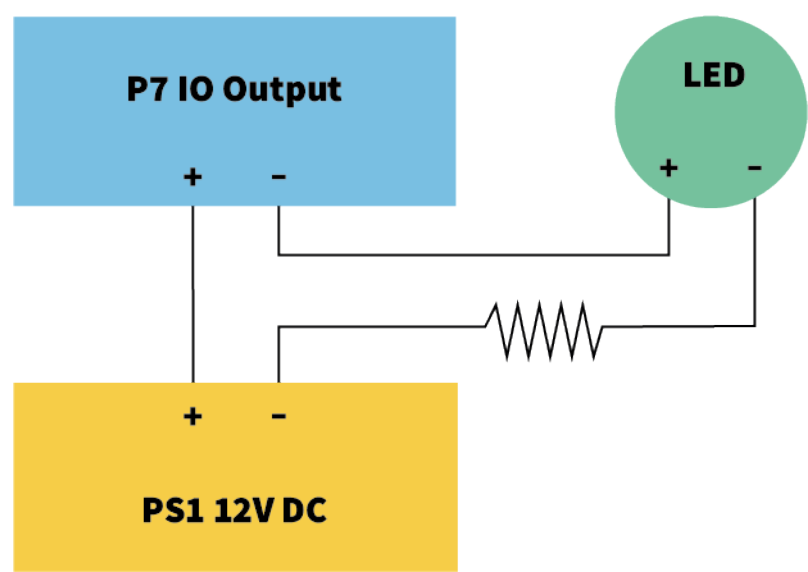 P7 IO Output
+ −
LED
+ −
+ −
PS1 12V DC